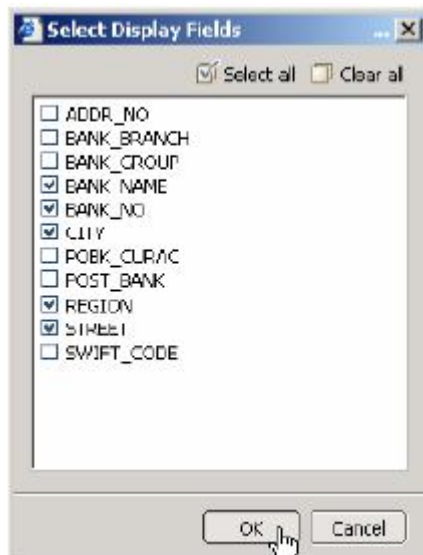 Select Display Fields ...
Select all Clear all
ADDR_NO
BANK_BRANCH
BANK_GROUP
BANK_NAME
BANK_NO
CITY
POBK_CURAC
POST_BANK
REGION
STREET
SWIFT_CODE
OK Cancel